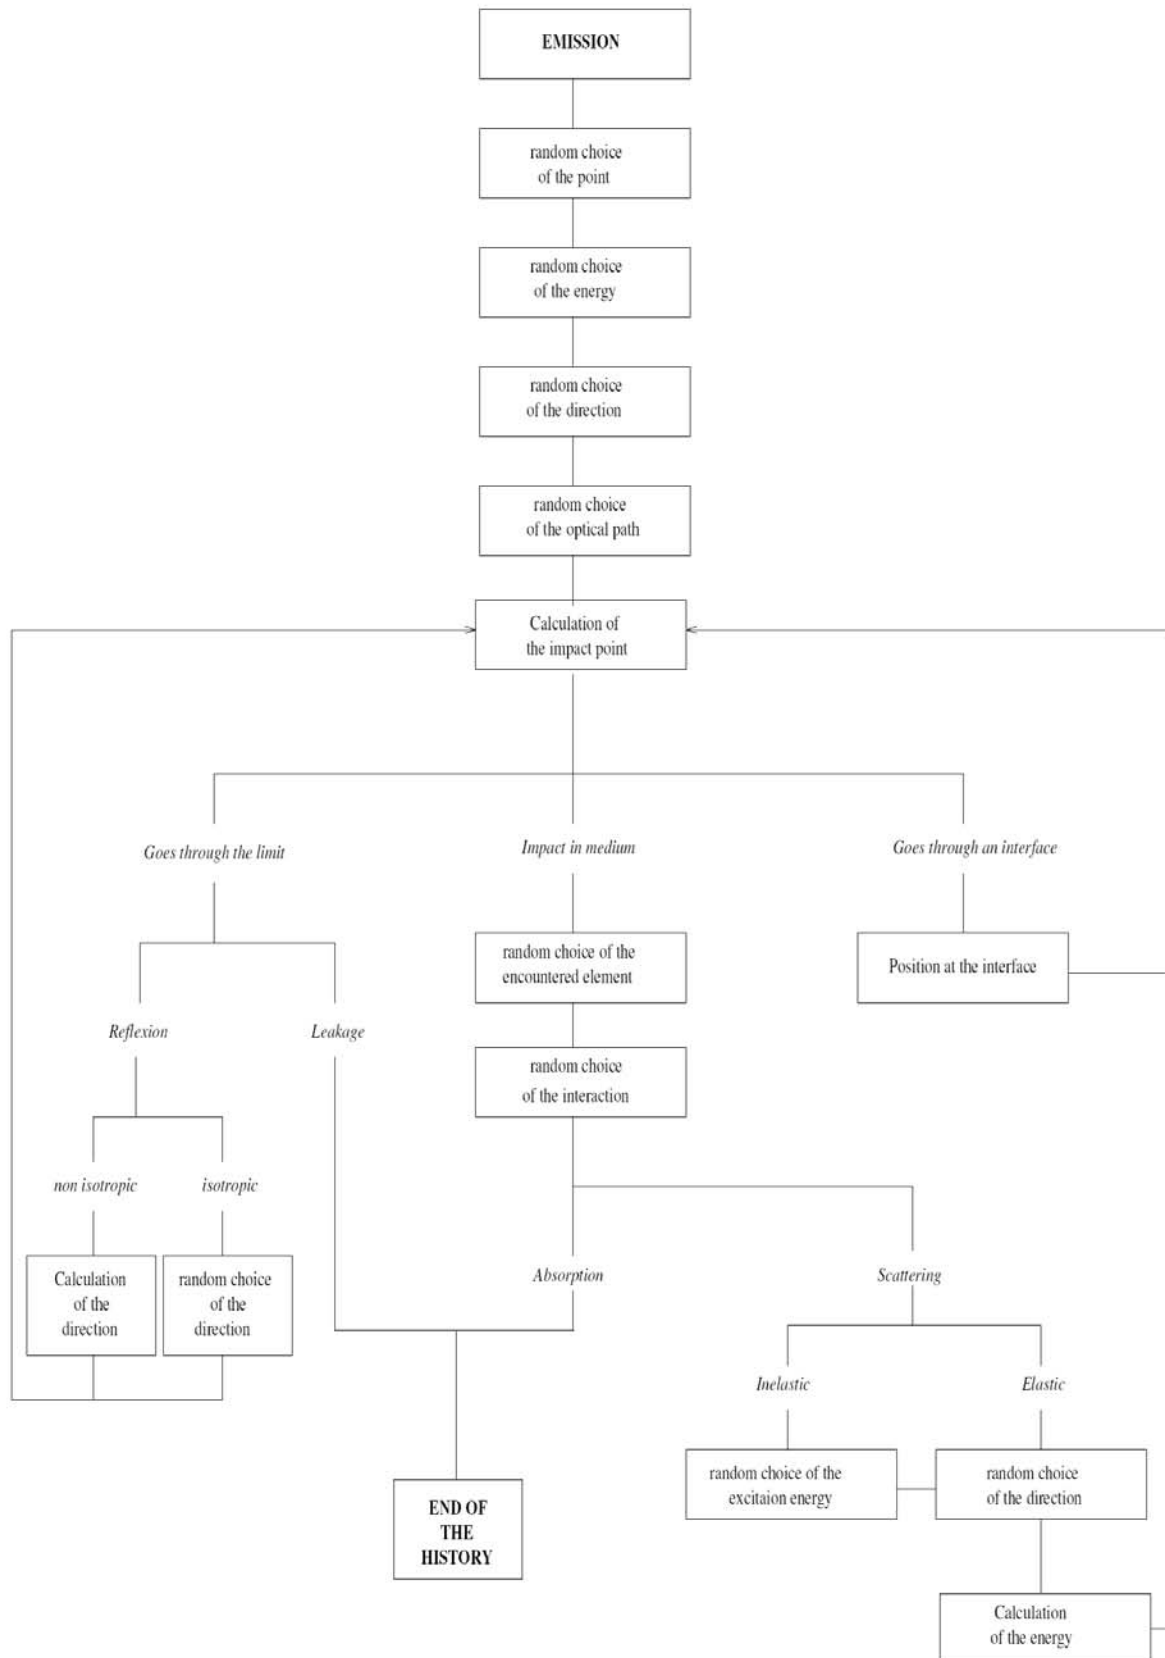 EMISSION
random choice
of the point
random choice
of the energy
random choice
of the direction
random choice
of the optical path
Calculation of
the impact point
Goes through the limit
Impact in medium
Goes through an interface
random choice of the
encountered element
Position at the interface
Reflexion
Leakage
random choice
of the interaction
non isotropic
isotropic
Calculation
of the
direction
random choice
of the
direction
Absorption
Scattering
Inelastic
Elastic
random choice of the
excitaion energy
random choice
of the direction
END OF
THE
HISTORY
Calculation
of the energy